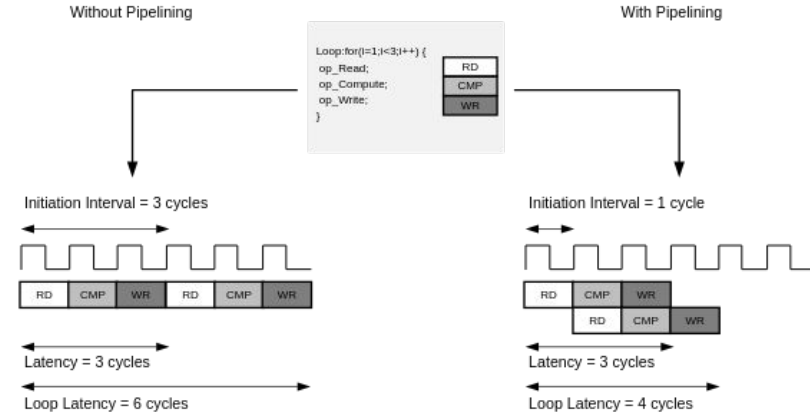 Without Pipelining
With Pipelining
Loop:for(i=1;i<3;i++) {
op_Read;
op_Compute;
op_Write;
}
RD
CMP
WR
Initiation Interval = 3 cycles
RD CMP WR RD CMP WR
Latency = 3 cycles
Loop Latency = 6 cycles
Initiation Interval = 1 cycle
RD CMP WR
RD CMP WR
Latency = 3 cycles
Loop Latency = 4 cycles